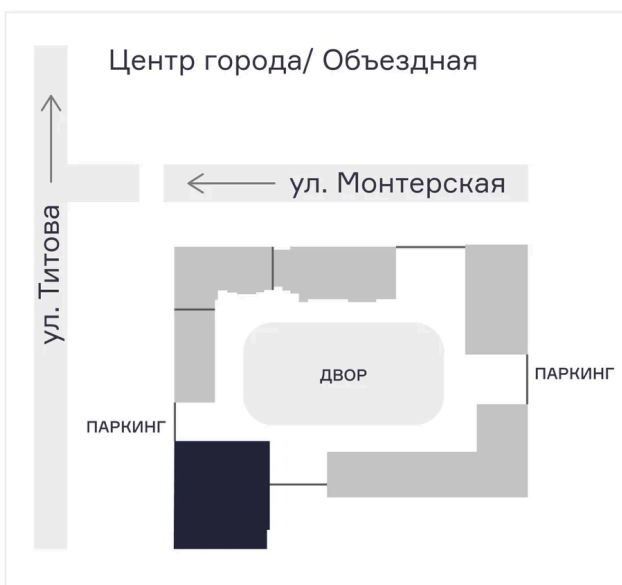 Центр города/ Объездная
ул. Монтерская
ул. Титова
ДВОР
ПАРКИНГ
ПАРКИНГ